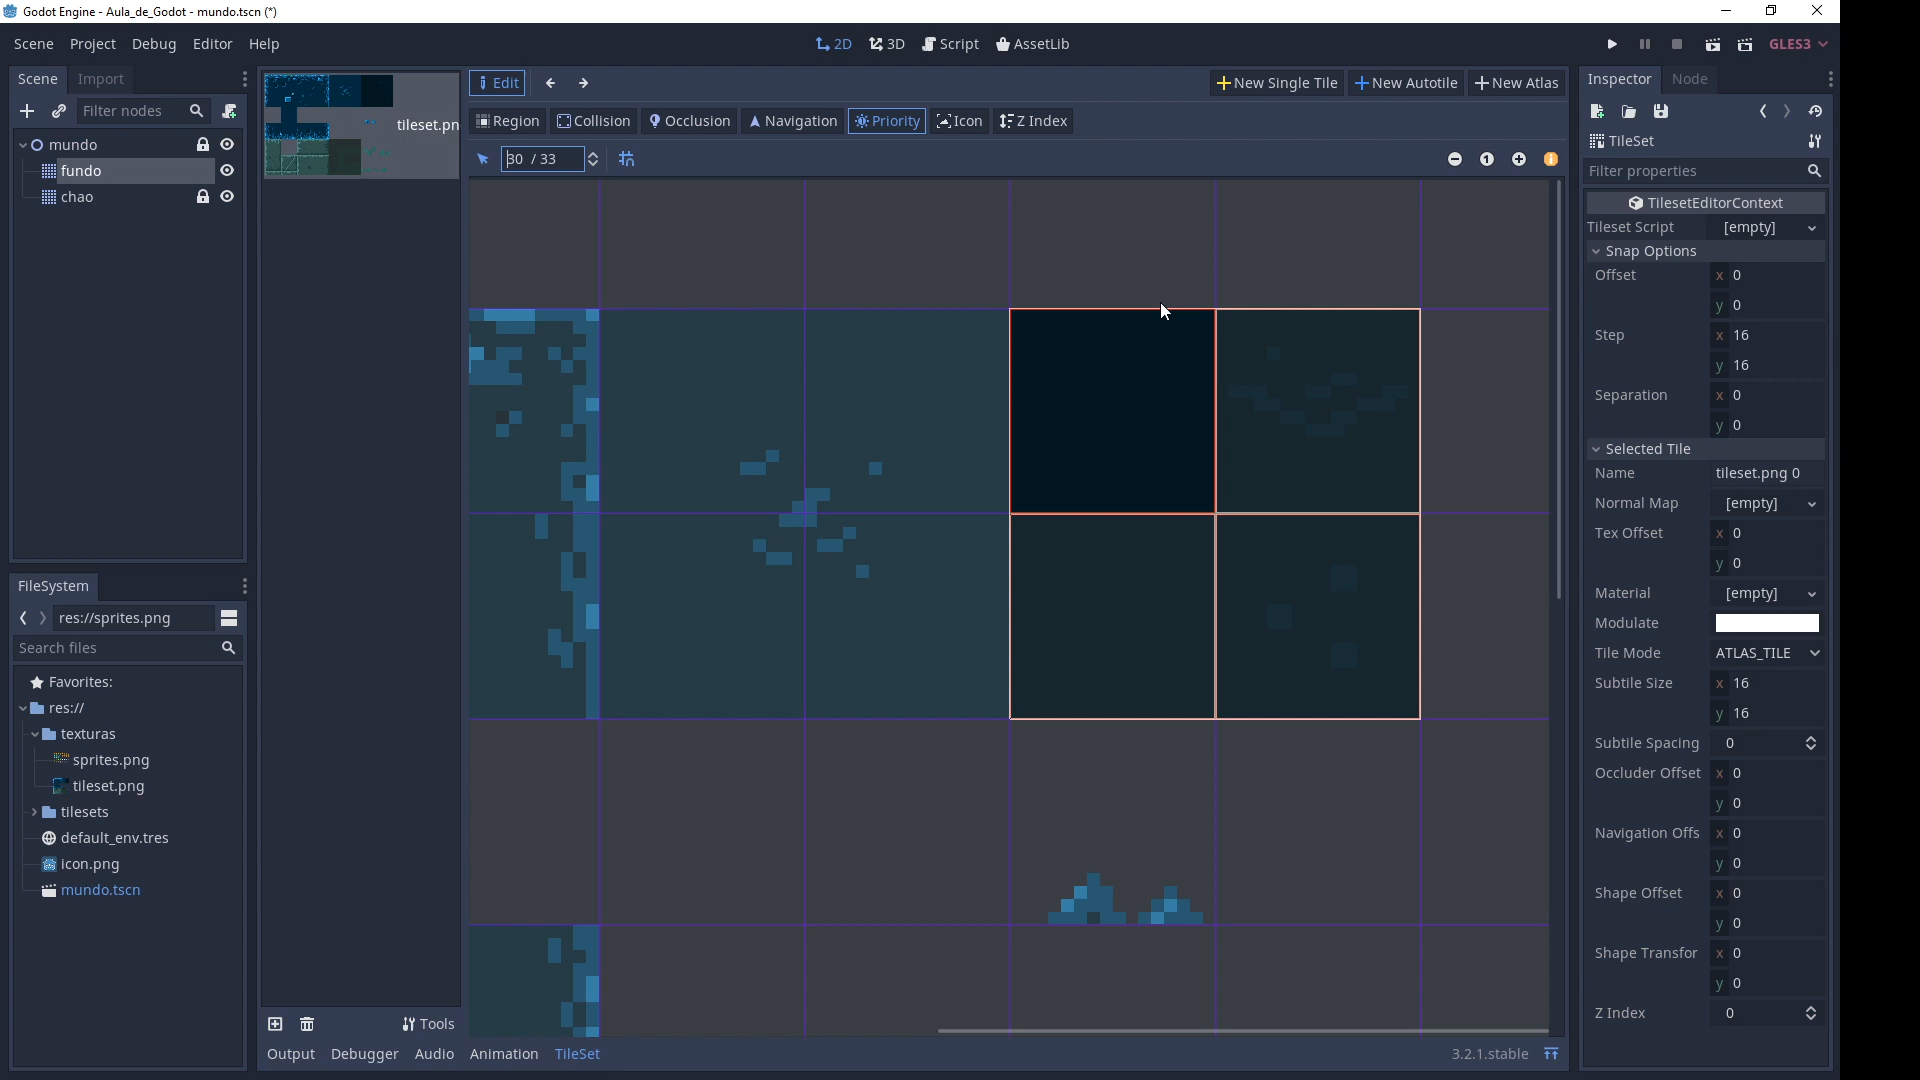 Godot Engine - Aula_de_Godot - mundo.tscn (*)
Scene Project Debug Editor Help
2D 3D Script AssetLib
GLES3
Scene Import
Filter nodes
mundo
fundo
chao
FileSystem
res://sprites.png
Search files
Favorites:
res://
texturas
sprites.png
tileset.png
tilesets
default_env.tres
icon.png
mundo.tscn
tileset.pn
Tools
Edit
New Single Tile New Autotile New Atlas
Region Collision Occlusion Navigation Priority Icon Z Index
30 / 33
1
Output Debugger Audio Animation TileSet
3.2.1.stable
Inspector Node
TileSet
Filter properties
TilesetEditorContext
Tileset Script [empty]
Snap Options
Offset x 0
y 0
Step x 16
y 16
Separation x 0
y 0
Selected Tile
Name tileset.png 0
Normal Map [empty]
Tex Offset x 0
y 0
Material [empty]
Modulate
Tile Mode ATLAS_TILE
Subtile Size x 16
y 16
Subtile Spacing 0
Occluder Offset x 0
y 0
Navigation Offs x 0
y 0
Shape Offset x 0
y 0
Shape Transfor x 0
y 0
Z Index 0